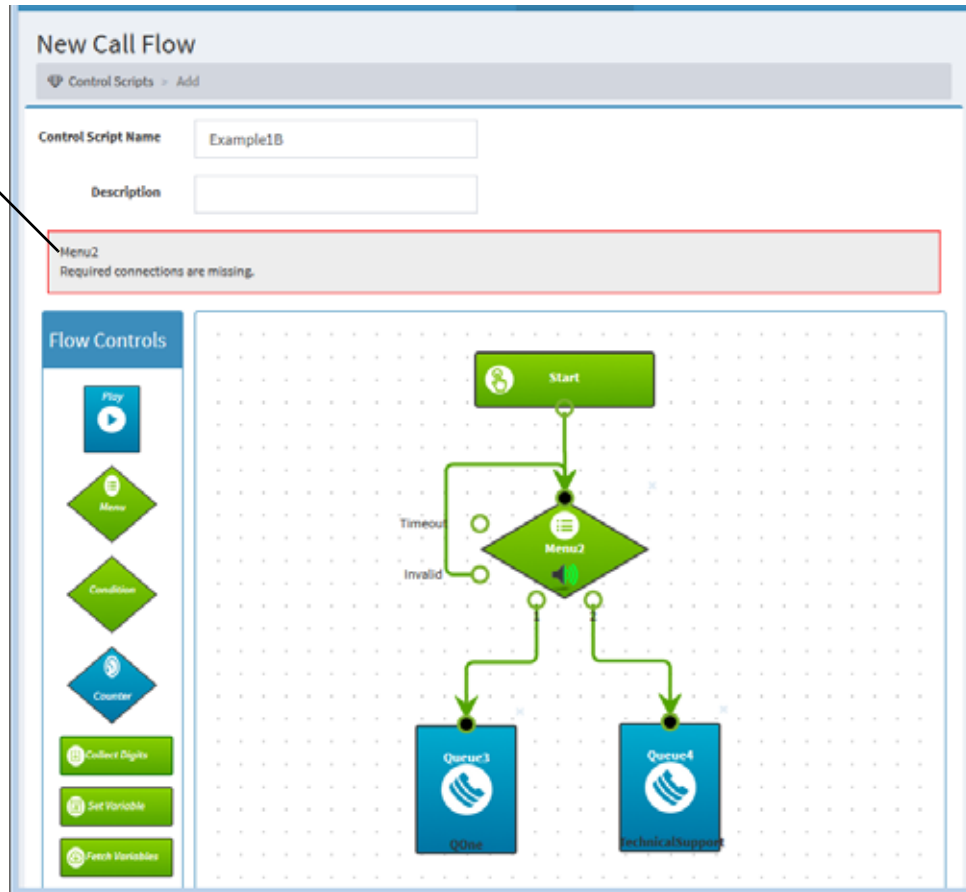 New Call Flow
Control Scripts > Add
Control Script Name
Example1B
Description
Menu2
Required connections are missing.
Flow Controls
Play
Menu
Condition
Counter
Collect Digits
Set Variable
Fetch Variables
Start
Timeout
Menu2
Invalid
1
2
Queue3
Queue4
QOne
TechnicalSupport